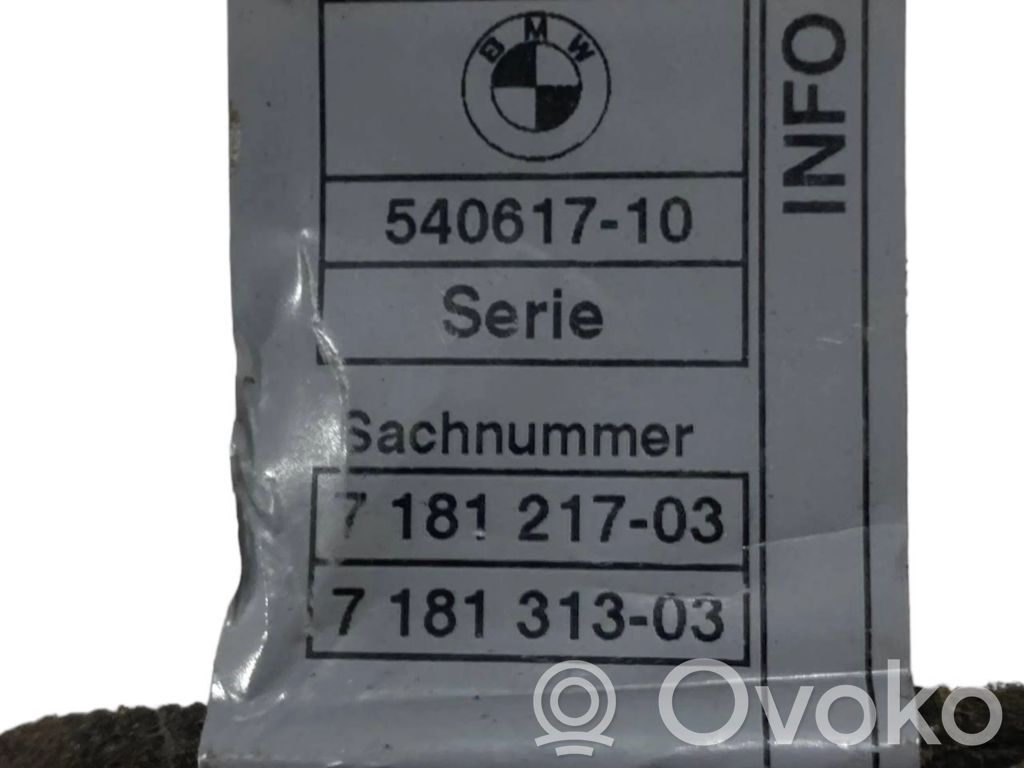 BMW
540617-10
Serie
Sachnummer
7 181 217-03
7 181 313-03
INFO
Ovoko